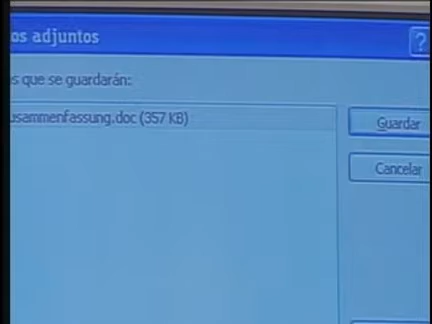 os adjuntos
?
s que se guardarán:
usammenfassung.doc (357 KB)
Guardar
Cancelar